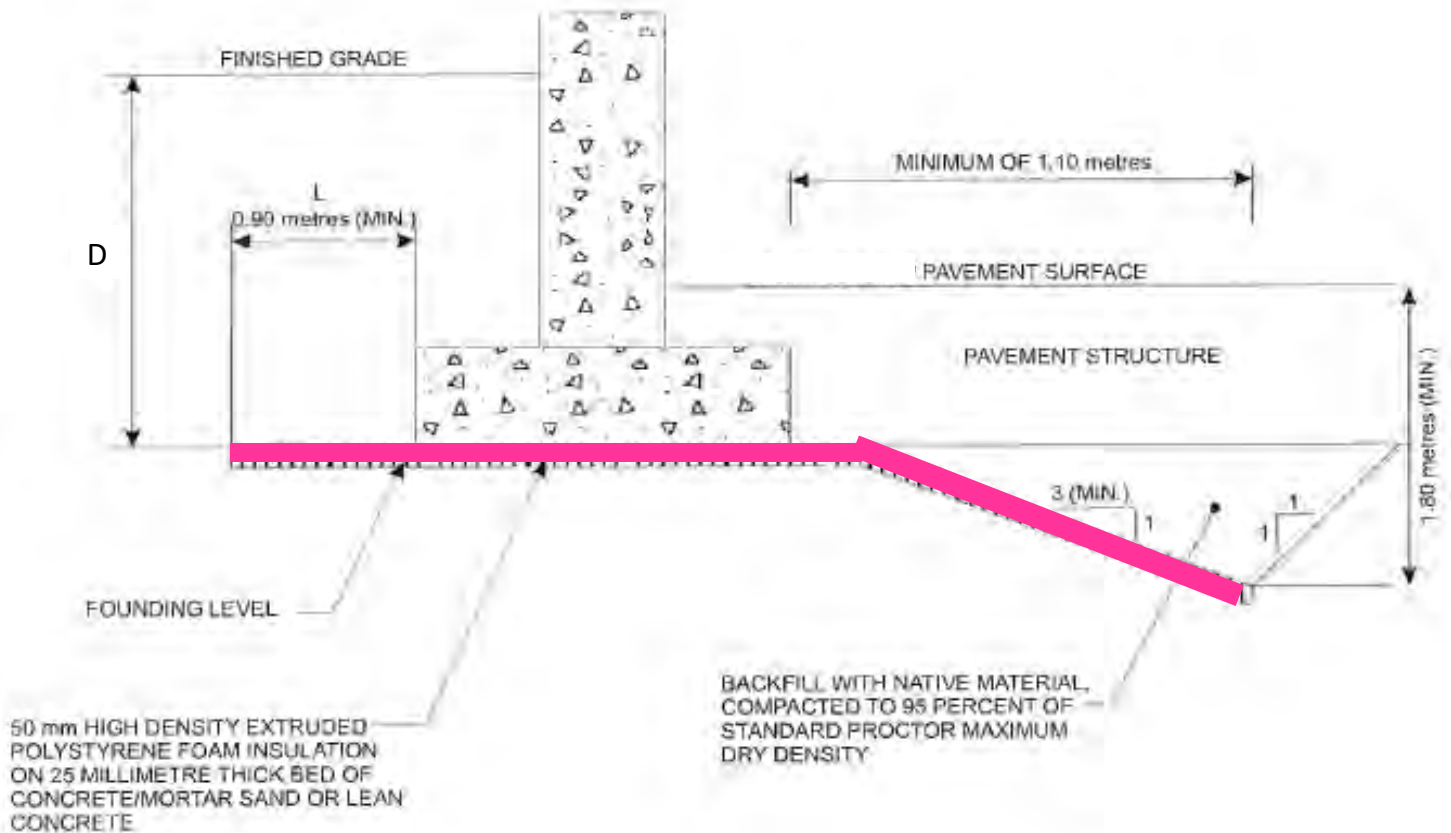 FINISHED GRADE
L
0.90 metres (MIN.)
D
MINIMUM OF 1,10 metres
PAVEMENT SURFACE
PAVEMENT STRUCTURE
1.80 metres (MIN.)
3 (MIN.)
1
1
1
FOUNDING LEVEL
50 mm HIGH DENSITY EXTRUDED
POLYSTYRENE FOAM INSULATION
ON 25 MILLIMETRE THICK BED OF
CONCRETE/MORTAR SAND OR LEAN
CONCRETE
BACKFILL WITH NATIVE MATERIAL,
COMPACTED TO 95 PERCENT OF
STANDARD PROCTOR MAXIMUM
DRY DENSITY